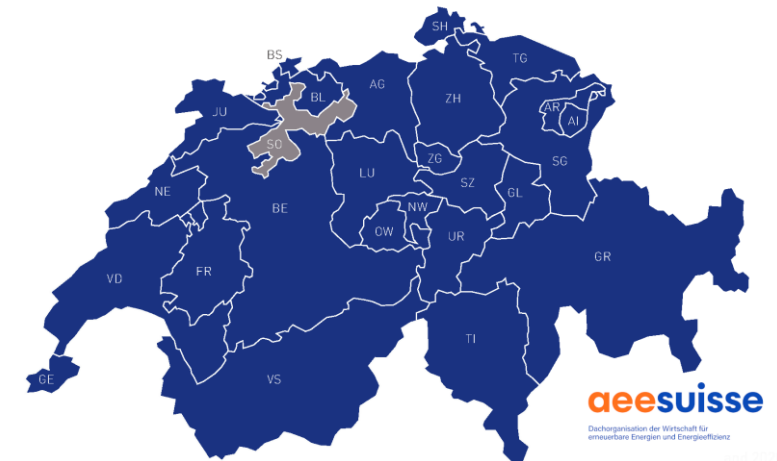 SH
BS
TG
BL
AG
ZH
JU
AR
AI
SO
ZG
SG
LU
SZ
NE
GL
BE
NW
OW
UR
FR
GR
VD
TI
GE
VS
aeesuisse
Dachorganisation der Wirtschaft für
erneuerbare Energien und Energieeffizienz